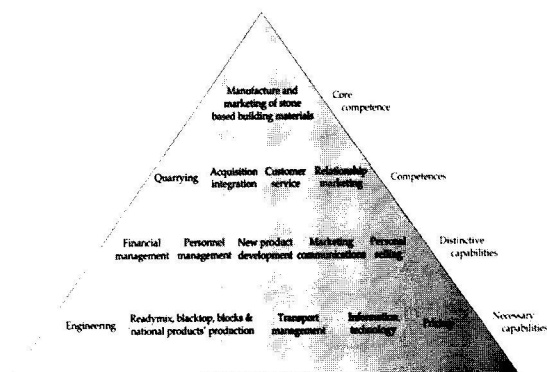 Manufacture and
marketing of stone
based building materials
Core
competence
Quarrying
Acquisition
integration
Customer
service
Relationship
marketing
Competences
Financial
management
Personnel
management
New product
development
Marketing
communications
Personal
selling
Distinctive
capabilities
Engineering
Readymix, blacktop, blocks &
national products' production
Transport
management
Information
technology
Pricing
Necessary
capabilities